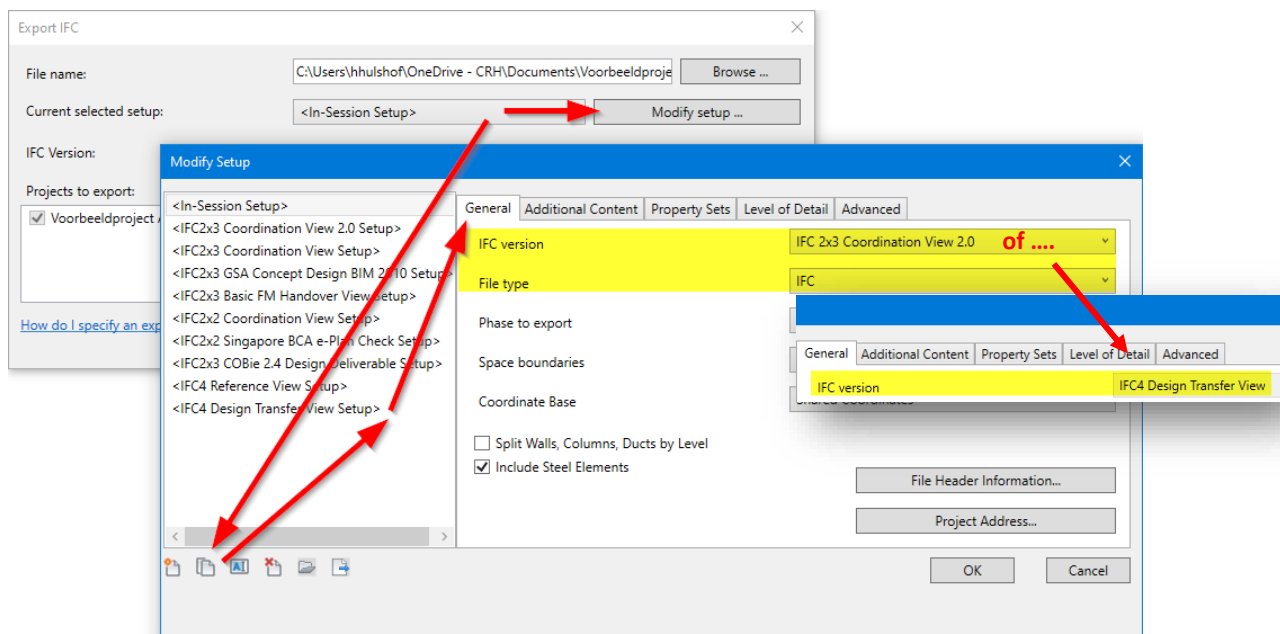 Export IFC
File name:
C:\Users\hhulshof\OneDrive - CRH\Documents\Voorbeeldproje
Browse ...
Current selected setup:
<In-Session Setup>
Modify setup ...
IFC Version:
Projects to export:
Voorbeeldproject
How do I specify an exp
Modify Setup
<In-Session Setup>
<IFC2x3 Coordination View 2.0 Setup>
<IFC2x3 Coordination View Setup>
<IFC2x3 GSA Concept Design BIM 2010 Setup>
<IFC2x3 Basic FM Handover View Setup>
<IFC2x2 Coordination View Setup>
<IFC2x2 Singapore BCA e-Plan Check Setup>
<IFC2x3 COBie 2.4 Design Deliverable Setup>
<IFC4 Reference View Setup>
<IFC4 Design Transfer View Setup>
General Additional Content Property Sets Level of Detail Advanced
IFC version
IFC 2x3 Coordination View 2.0
of ....
File type
IFC
Phase to export
Space boundaries
Coordinate Base
Shared Coordinates
Split Walls, Columns, Ducts by Level
Include Steel Elements
File Header Information...
Project Address...
General Additional Content Property Sets Level of Detail Advanced
IFC version
IFC4 Design Transfer View
AI
OK
Cancel